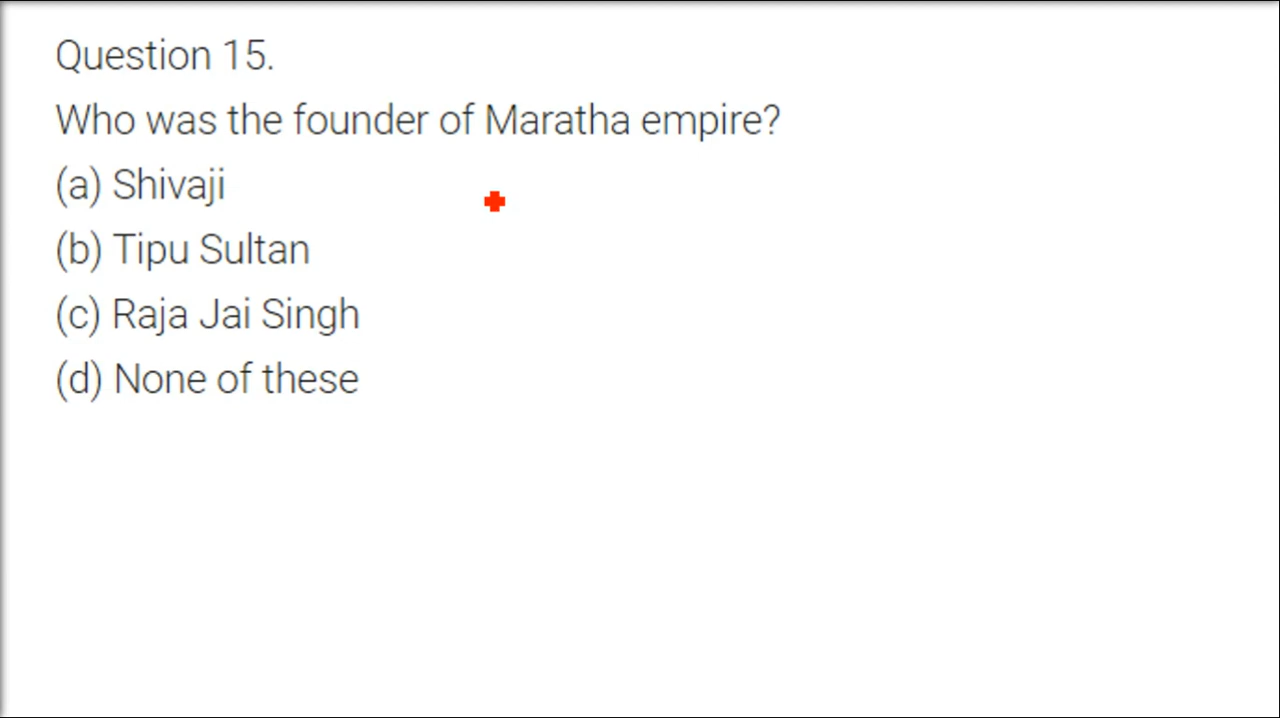 Question 15.
Who was the founder of Maratha empire?
(a) Shivaji
(b) Tipu Sultan
(c) Raja Jai Singh
(d) None of these